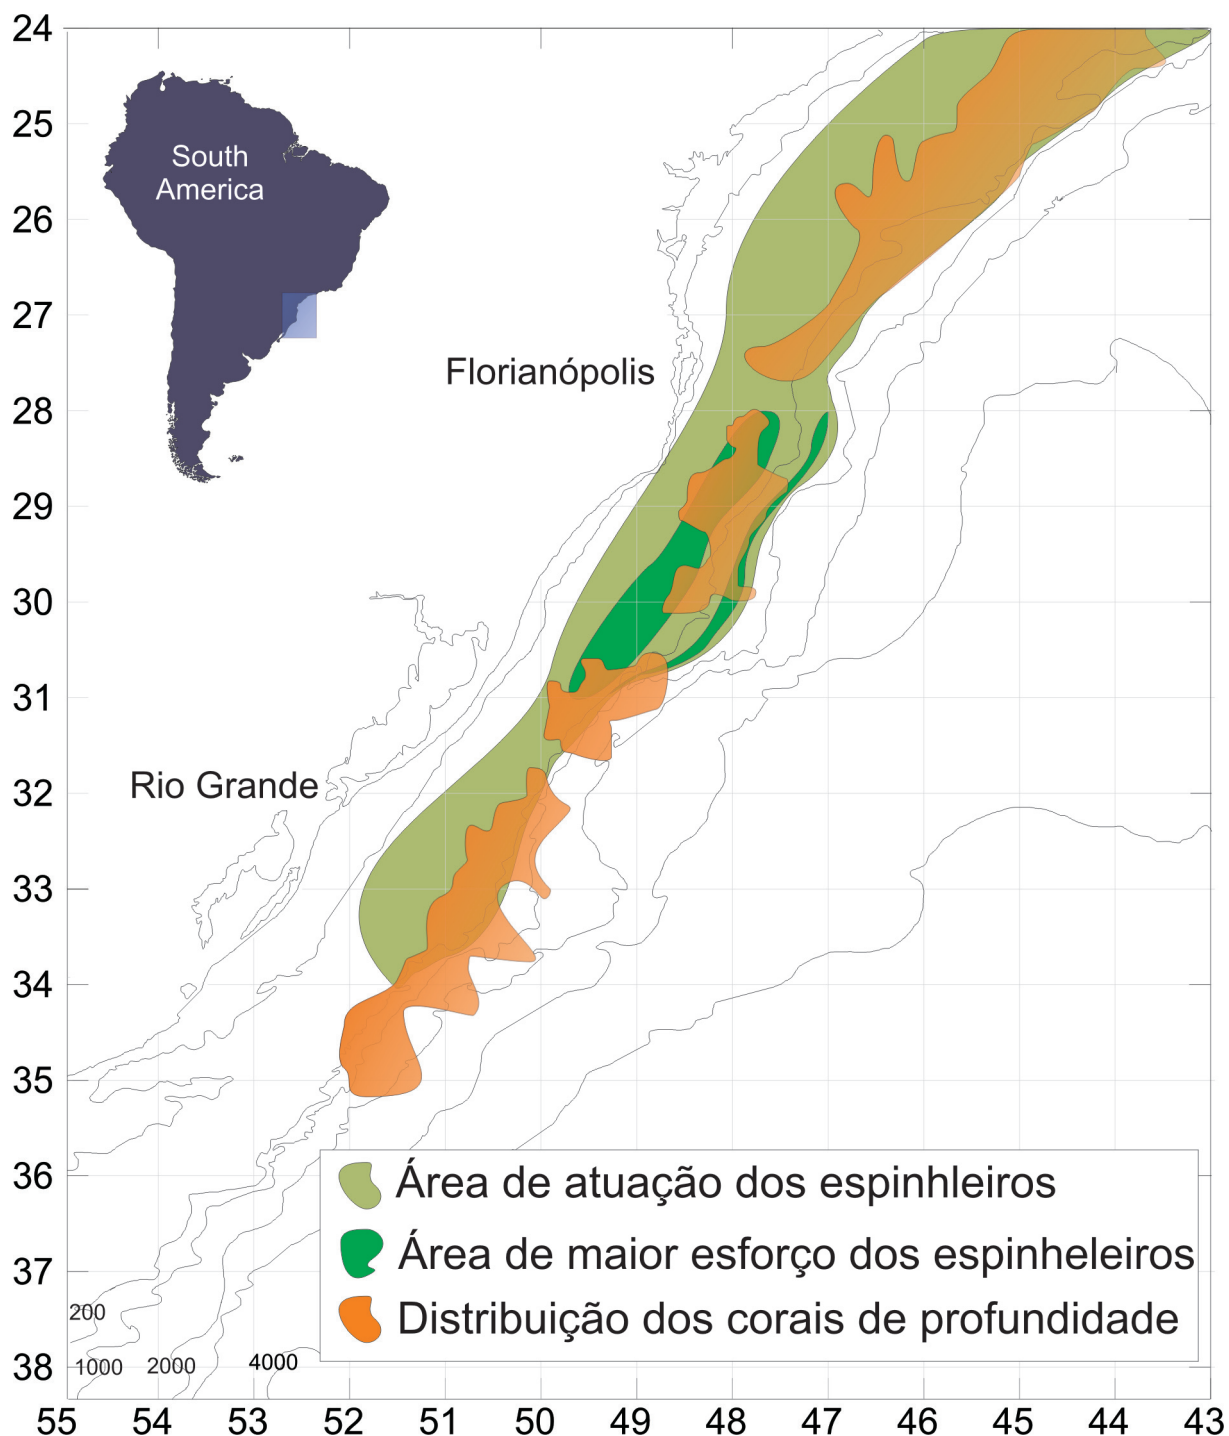 24
25
26
27
28
29
30
31
32
33
34
35
36
37
38
South
America
Florianópolis
Rio Grande
Área de atuação dos espinhleiros
Área de maior esforço dos espinheleiros
Distribuição dos corais de profundidade
200
1000 2000 4000
55 54 53 52 51 50 49 48 47 46 45 44 43